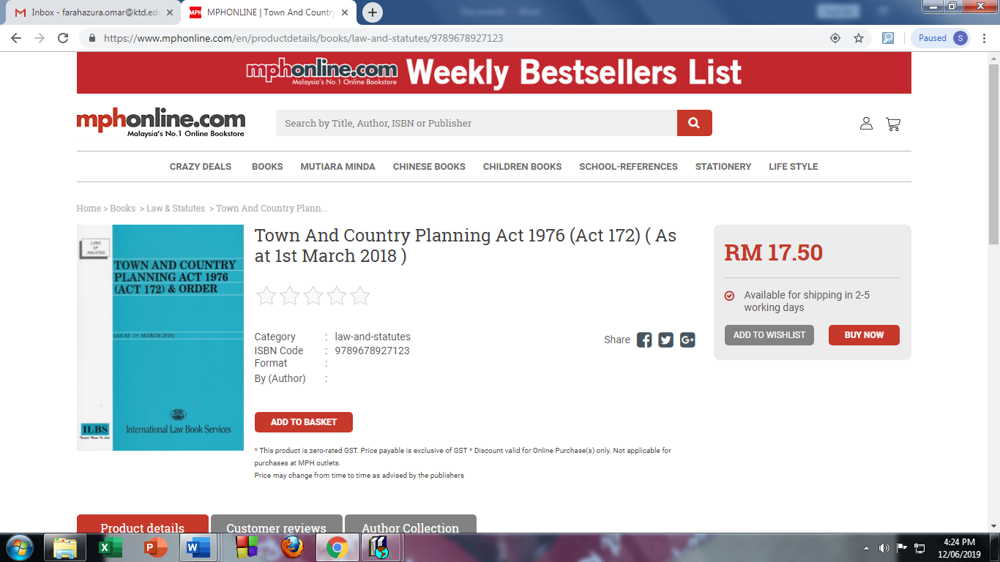 Inbox - farahazura.omar@ktd.edu
MPHONLINE | Town And Country
https://www.mphonline.com/en/productdetails/books/law-and-statutes/9789678927123
Paused
S
mphonline.com Weekly Bestsellers List
Malaysia's No.1 Online Bookstore
mphonline.com
Malaysia's No.1 Online Bookstore
Search by Title, Author, ISBN or Publisher
CRAZY DEALS BOOKS MUTIARA MINDA CHINESE BOOKS CHILDREN BOOKS SCHOOL-REFERENCES STATIONERY LIFE STYLE
Home > Books > Law & Statutes > Town And Country Plann...
LAWS
OF
MALAYSIA
TOWN AND COUNTRY
PLANNING ACT 1976
(ACT 172) & ORDER
(AS AT 1ST MARCH 2018)
ILBS
Trusted Name In Law
International Law Book Services
Town And Country Planning Act 1976 (Act 172) ( As
at 1st March 2018 )
Category : law-and-statutes
ISBN Code : 9789678927123
Format :
By (Author) :
Share
ADD TO BASKET
* This product is zero-rated GST. Price payable is exclusive of GST * Discount valid for Online Purchase(s) only. Not applicable for
purchases at MPH outlets.
Price may change from time to time as advised by the publishers
RM 17.50
Available for shipping in 2-5
working days
ADD TO WISHLIST
BUY NOW
Product details
Customer reviews
Author Collection
4:24 PM
12/06/2019